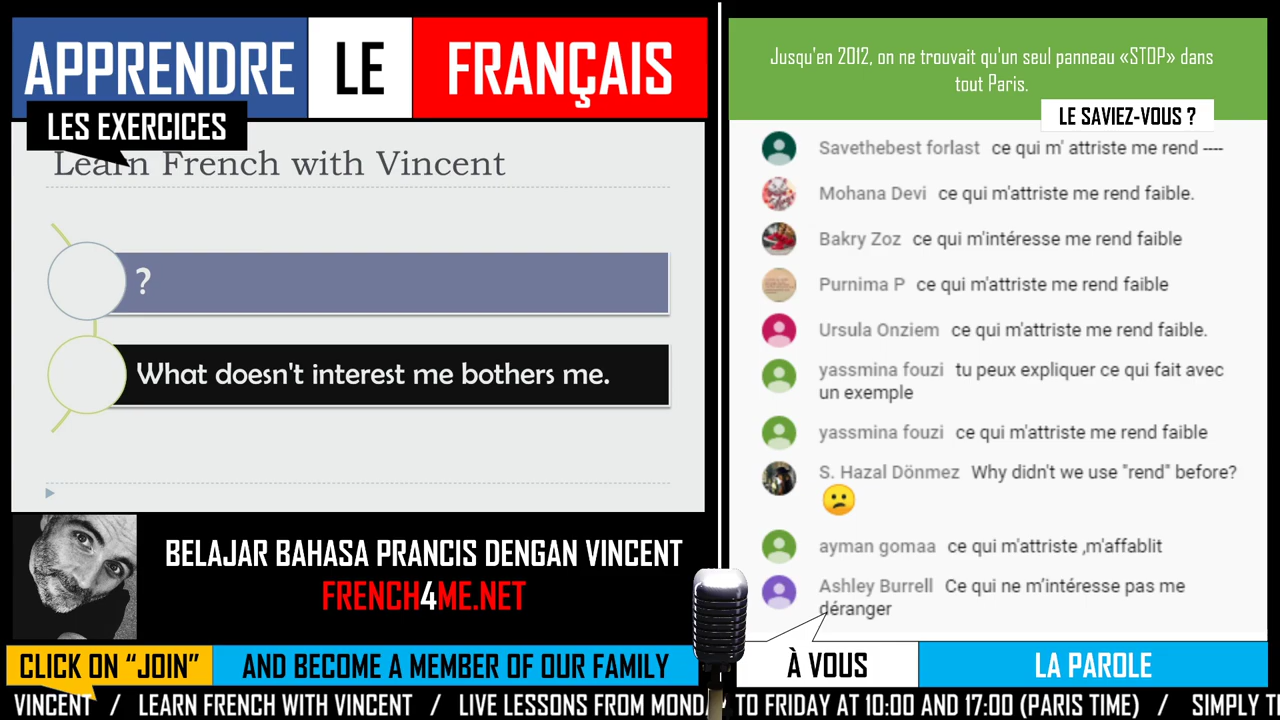 APPRENDRE LE FRANÇAIS
LES EXERCICES
Learn French with Vincent
?
What doesn't interest me bothers me.
BELAJAR BAHASA PRANCIS DENGAN VINCENT
FRENCH4ME.NET
CLICK ON “JOIN” AND BECOME A MEMBER OF OUR FAMILY
Jusqu'en 2012, on ne trouvait qu'un seul panneau «STOP» dans
tout Paris.
LE SAVIEZ-VOUS ?
Savethebest forlast ce qui m' attriste me rend ----
Mohana Devi ce qui m'attriste me rend faible.
Bakry Zoz ce qui m'intéresse me rend faible
Purnima P ce qui m'attriste me rend faible
Ursula Onziem ce qui m'attriste me rend faible.
yassmina fouzi tu peux expliquer ce qui fait avec
un exemple
yassmina fouzi ce qui m'attriste me rend faible
S. Hazal Dönmez Why didn't we use "rend" before?
ayman gomaa ce qui m'attriste ,m'affablit
Ashley Burrell Ce qui ne m'intéresse pas me
déranger
À VOUS LA PAROLE
VINCENT / LEARN FRENCH WITH VINCENT / LIVE LESSONS FROM MONDAY TO FRIDAY AT 10:00 AND 17:00 (PARIS TIME) / SIMPLY